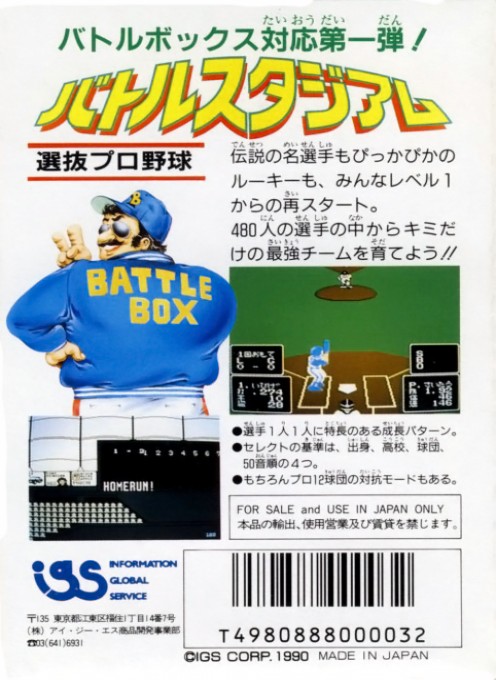 バトルボックス対応第一弾!
バトルスタジアム
選抜プロ野球
伝説の名選手もぴっかぴかの
ルーキーも、みんなレベル1
からの再スタート。
480人の選手の中からキミだ
けの最強チームを育てよう!!
B
BATTLE
BOX
HOMERUN!
●選手1人1人に特長のある成長パターン。
●セレクトの基準は、出身、高校、球団、
50音順の4つ。
●もちろんプロ12球団の対抗モードもある。
FOR SALE and USE IN JAPAN ONLY
本品の輸出、使用営業及び賃貸を禁じます。
igs INFORMATION
GLOBAL
SERVICE
〒135 東京都江東区福住1丁目14番7号
(株) アイ・ジー・エス商品開発事業部
☎03(641)6931
T4980888000032
©IGS CORP. 1990 MADE IN JAPAN